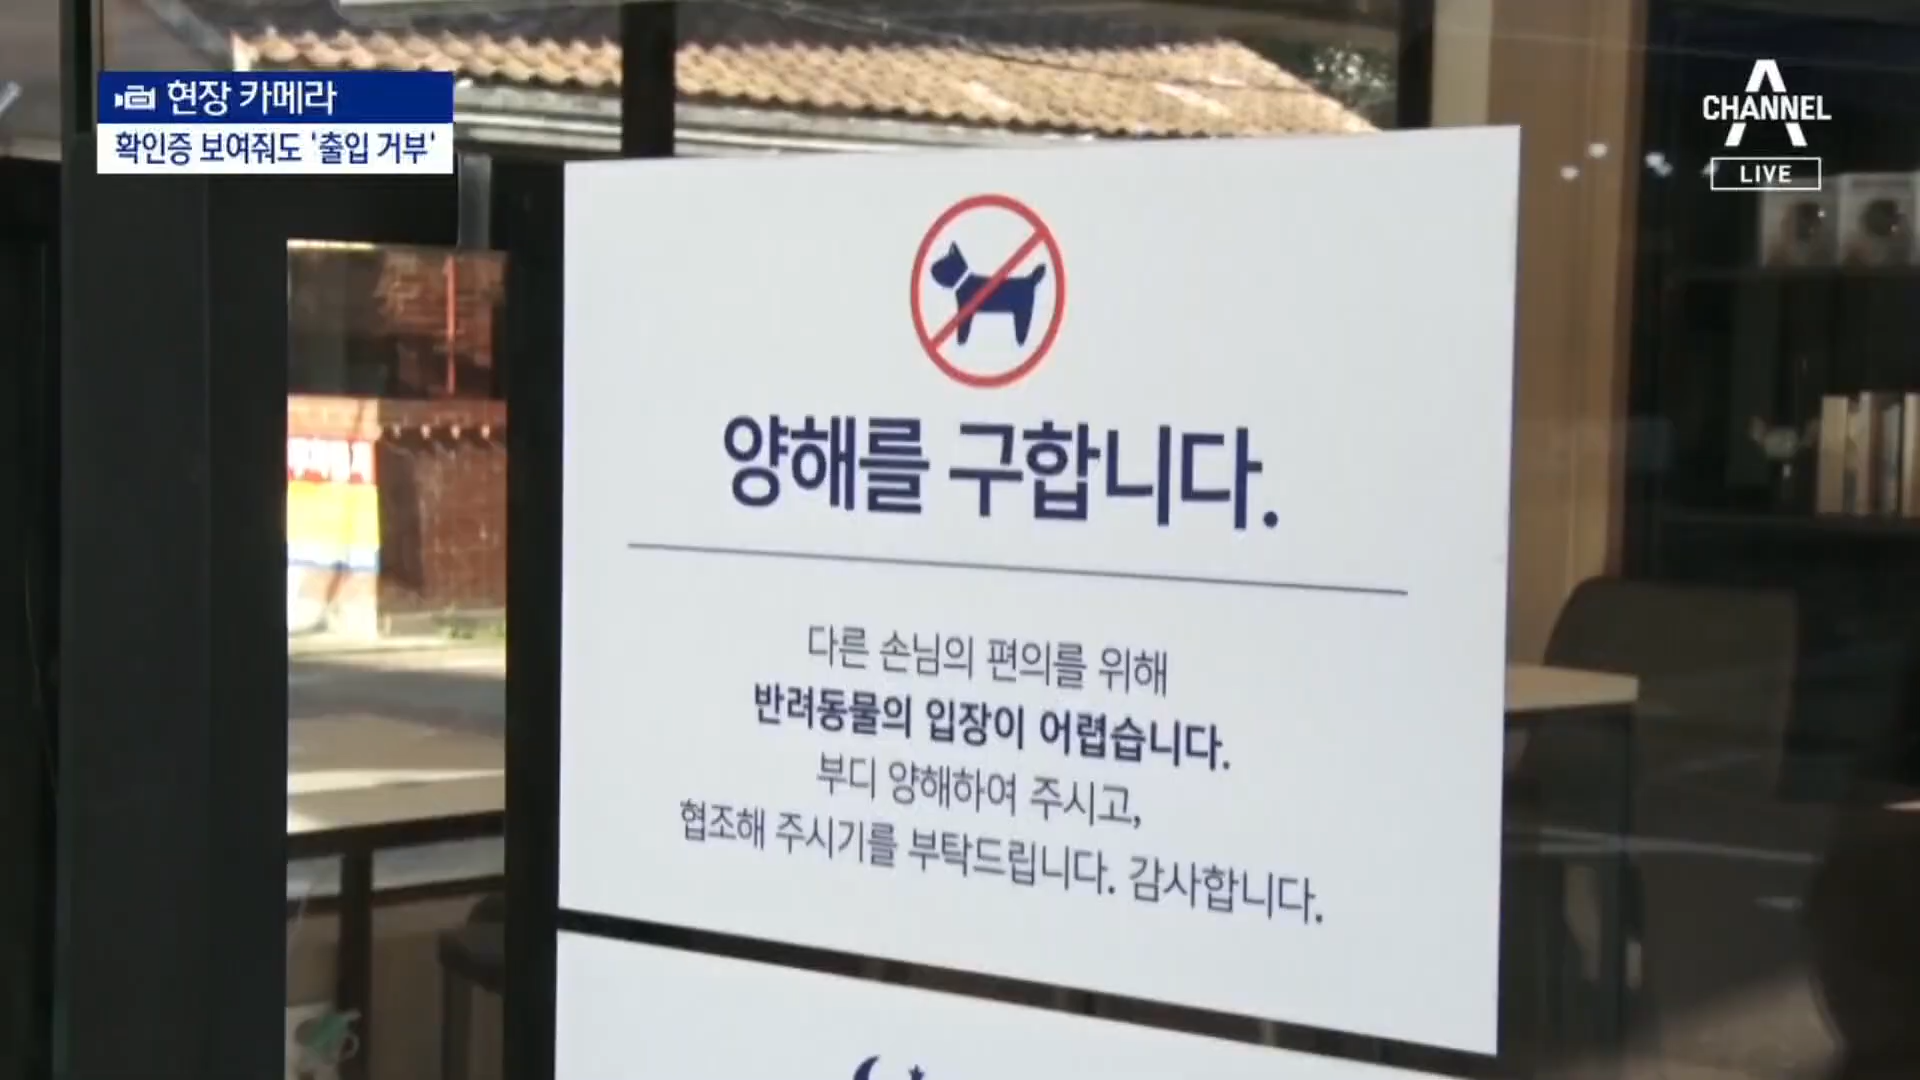 현장 카메라
확인증 보여줘도 '출입 거부'
CHANNEL A
LIVE
양해를 구합니다.
다른 손님의 편의를 위해
반려동물의 입장이 어렵습니다.
부디 양해하여 주시고,
협조해 주시기를 부탁드립니다. 감사합니다.